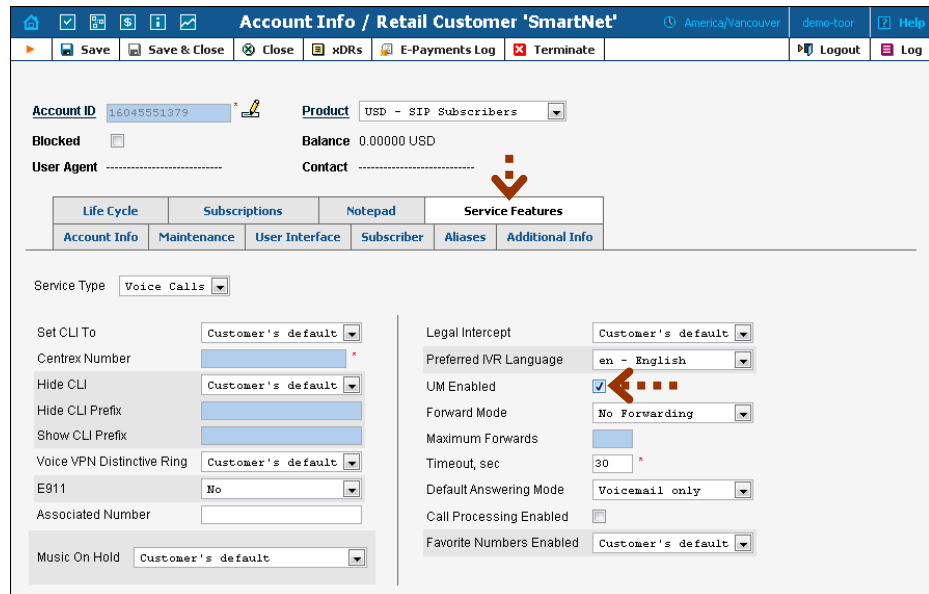 Account Info / Retail Customer 'SmartNet' America/Vancouver demo-toor Help
Save Save & Close Close xDRs E-Payments Log Terminate Logout Log
Account ID 16045551379 * Product USD - SIP Subscribers
Blocked Balance 0.00000 USD
User Agent --------------------------- Contact ---------------------------
Life Cycle Subscriptions Notepad Service Features
Account Info Maintenance User Interface Subscriber Aliases Additional Info
Service Type Voice Calls
Set CLI To Customer's default
Centrex Number *
Hide CLI Customer's default
Hide CLI Prefix
Show CLI Prefix
Voice VPN Distinctive Ring Customer's default
E911 No
Associated Number
Music On Hold Customer's default
Legal Intercept Customer's default
Preferred IVR Language en - English
UM Enabled
Forward Mode No Forwarding
Maximum Forwards
Timeout, sec 30 *
Default Answering Mode Voicemail only
Call Processing Enabled
Favorite Numbers Enabled Customer's default